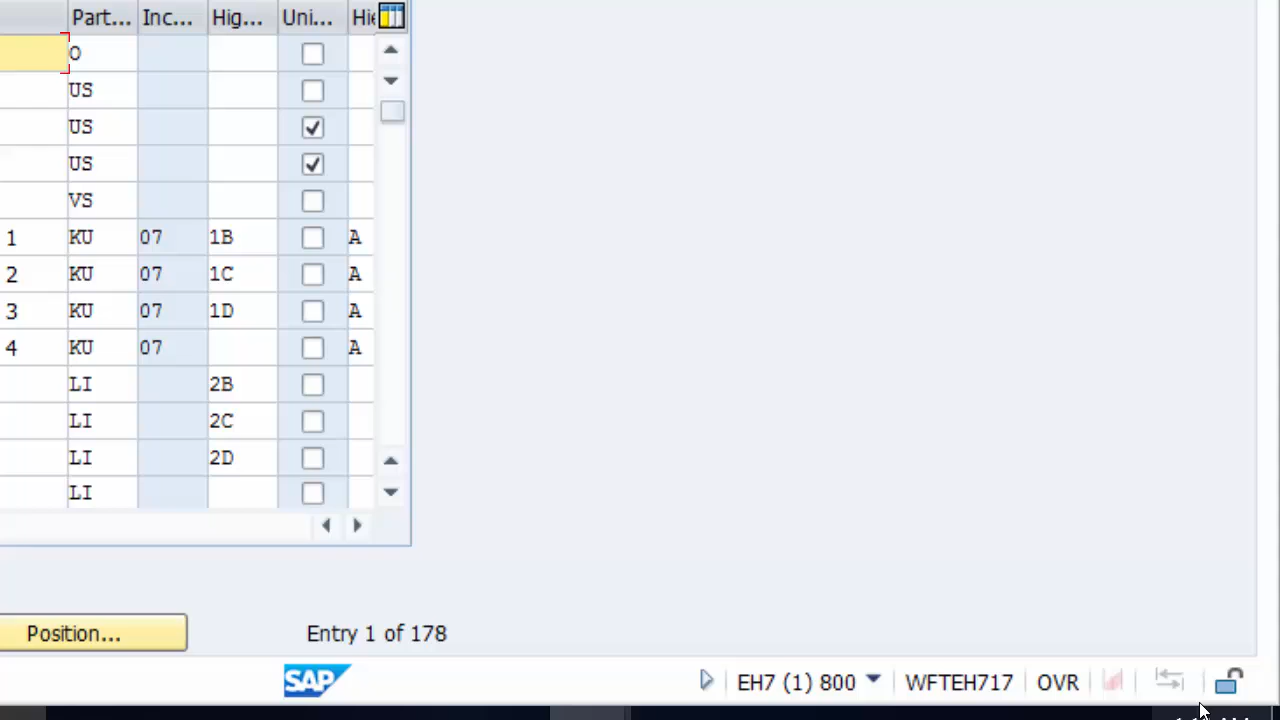 Part... Inc... Hig... Uni... Hie
O
US
US
US
VS
1 KU 07 1B A
2 KU 07 1C A
3 KU 07 1D A
4 KU 07 A
LI 2B
LI 2C
LI 2D
LI
Position... Entry 1 of 178
SAP EH7 (1) 800 WFTEH717 OVR